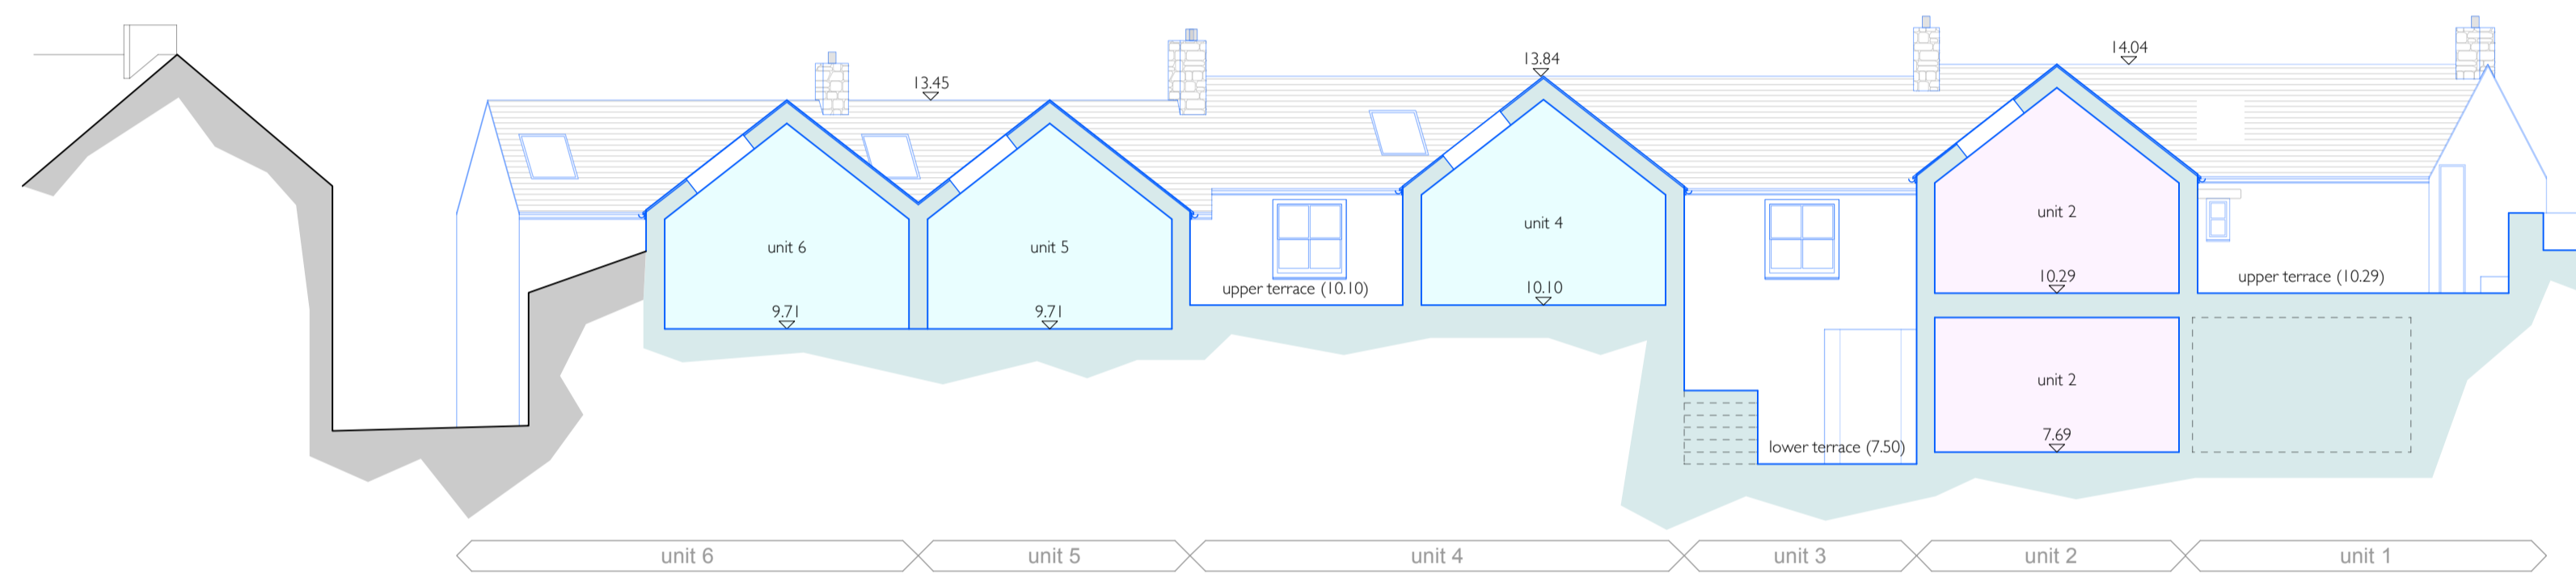 14.04
13.84
13.45
unit 6
unit 5
unit 4
unit 2
9.71
9.71
upper terrace (10.10)
10.10
10.29
upper terrace (10.29)
unit 2
7.69
lower terrace (7.50)
unit 6
unit 5
unit 4
unit 3
unit 2
unit 1